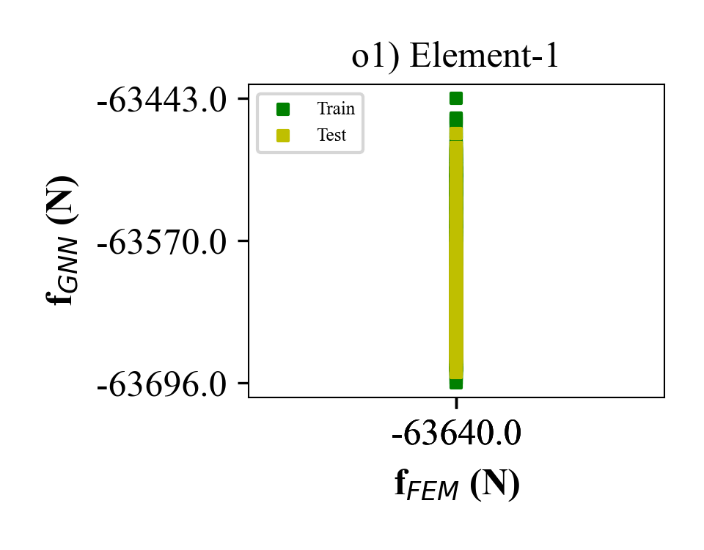 o1) Element-1
-63443.0
-63570.0
-63696.0
f_GNN (N)
Train
Test
-63640.0
f_FEM (N)